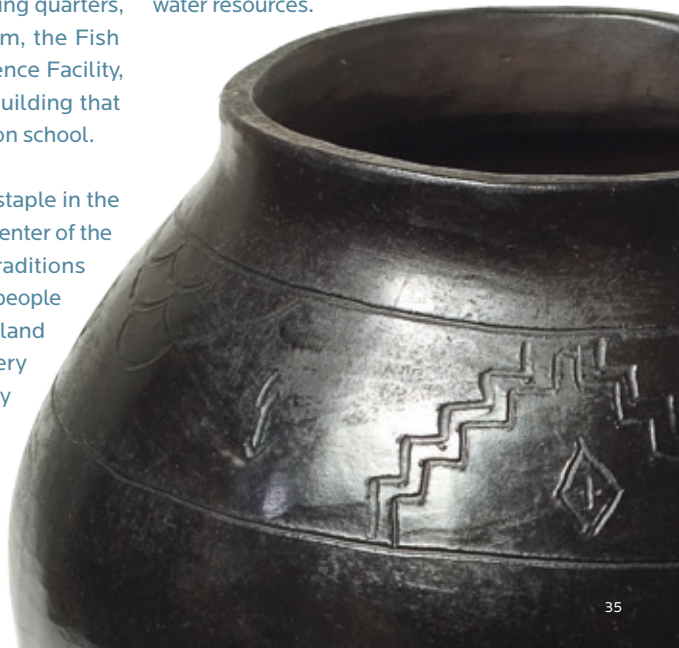 ing quarters,
m, the Fish
ence Facility,
uilding that
on school.
staple in the
enter of the
raditions
people
land
ery
y
water resources.
35